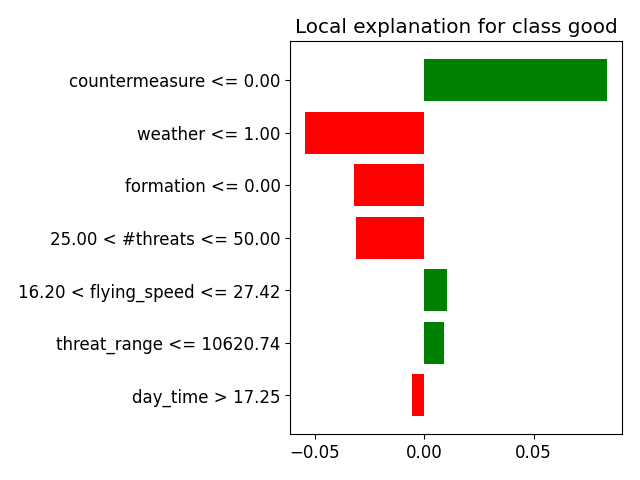 Local explanation for class good
countermeasure <= 0.00
weather <= 1.00
formation <= 0.00
25.00 < #threats <= 50.00
16.20 < flying_speed <= 27.42
threat_range <= 10620.74
day_time > 17.25
−0.05 0.00 0.05